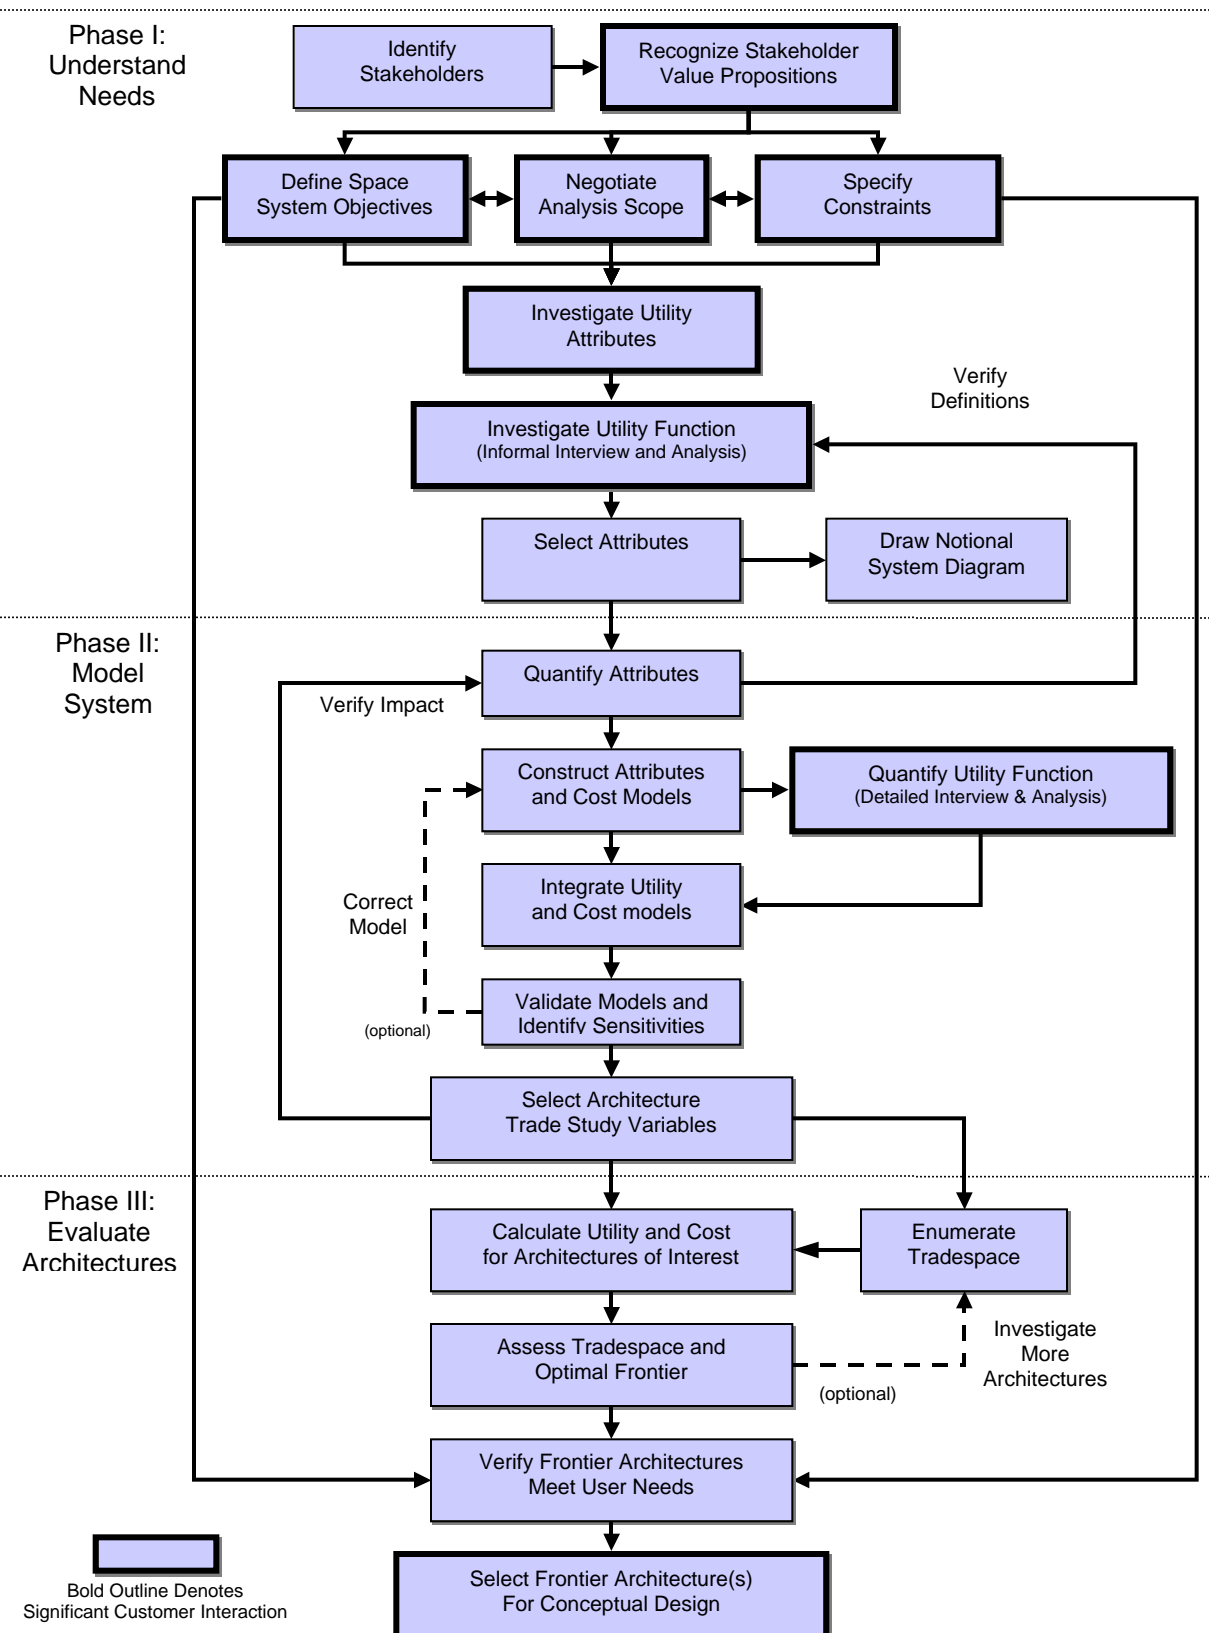 Phase I:
Understand
Needs
Identify
Stakeholders
Recognize Stakeholder
Value Propositions
Define Space
System Objectives
Negotiate
Analysis Scope
Specify
Constraints
Investigate Utility
Attributes
Verify
Definitions
Investigate Utility Function
(Informal Interview and Analysis)
Select Attributes
Draw Notional
System Diagram
Phase II:
Model
System
Quantify Attributes
Verify Impact
Construct Attributes
and Cost Models
Quantify Utility Function
(Detailed Interview & Analysis)
Integrate Utility
and Cost models
Correct
Model
Validate Models and
Identify Sensitivities
(optional)
Select Architecture
Trade Study Variables
Phase III:
Evaluate
Architectures
Calculate Utility and Cost
for Architectures of Interest
Enumerate
Tradespace
Assess Tradespace and
Optimal Frontier
Investigate
More
Architectures
(optional)
Verify Frontier Architectures
Meet User Needs
Select Frontier Architecture(s)
For Conceptual Design
Bold Outline Denotes
Significant Customer Interaction